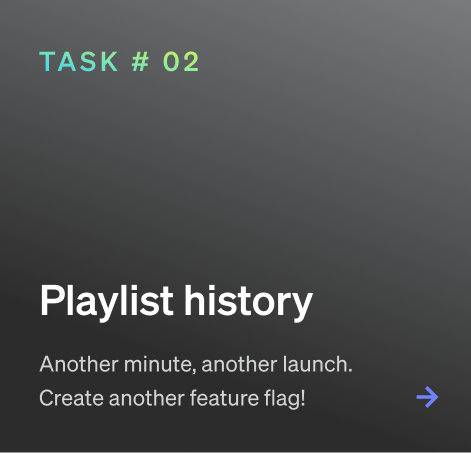 TASK # 02
Playlist history
Another minute, another launch.
Create another feature flag!